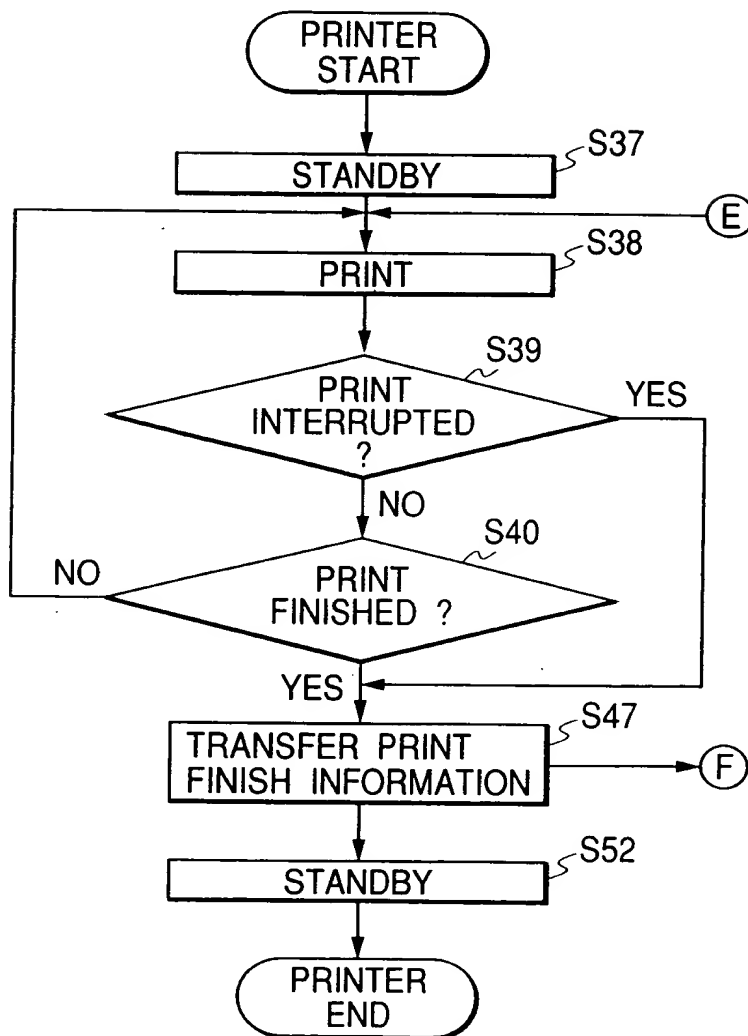 PRINTER
START
S37
STANDBY
E
S38
PRINT
S39
PRINT
INTERRUPTED
?
YES
NO
S40
PRINT
FINISHED ?
NO
YES
S47
TRANSFER PRINT
FINISH INFORMATION
F
S52
STANDBY
PRINTER
END